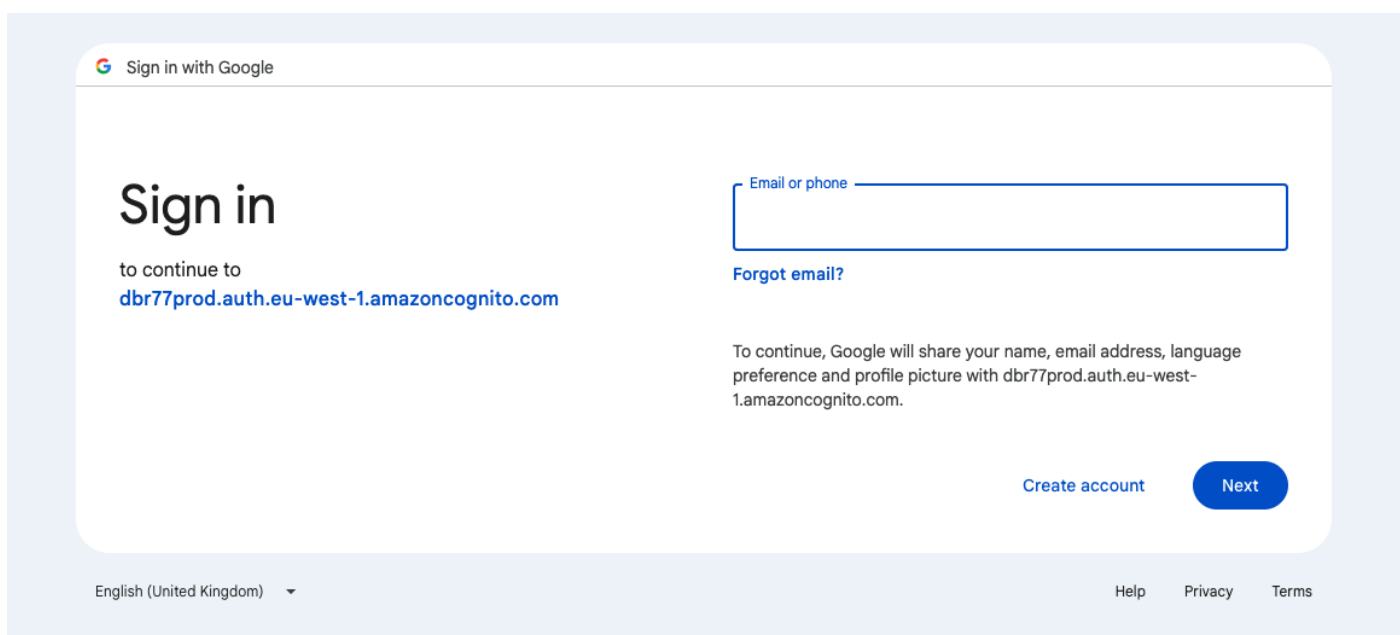 Sign in with Google
Sign in
to continue to
dbr77prod.auth.eu-west-1.amazoncognito.com
Email or phone
Forgot email?
To continue, Google will share your name, email address, language
preference and profile picture with dbr77prod.auth.eu-west-
1.amazoncognito.com.
Create account
Next
English (United Kingdom)
Help
Privacy
Terms